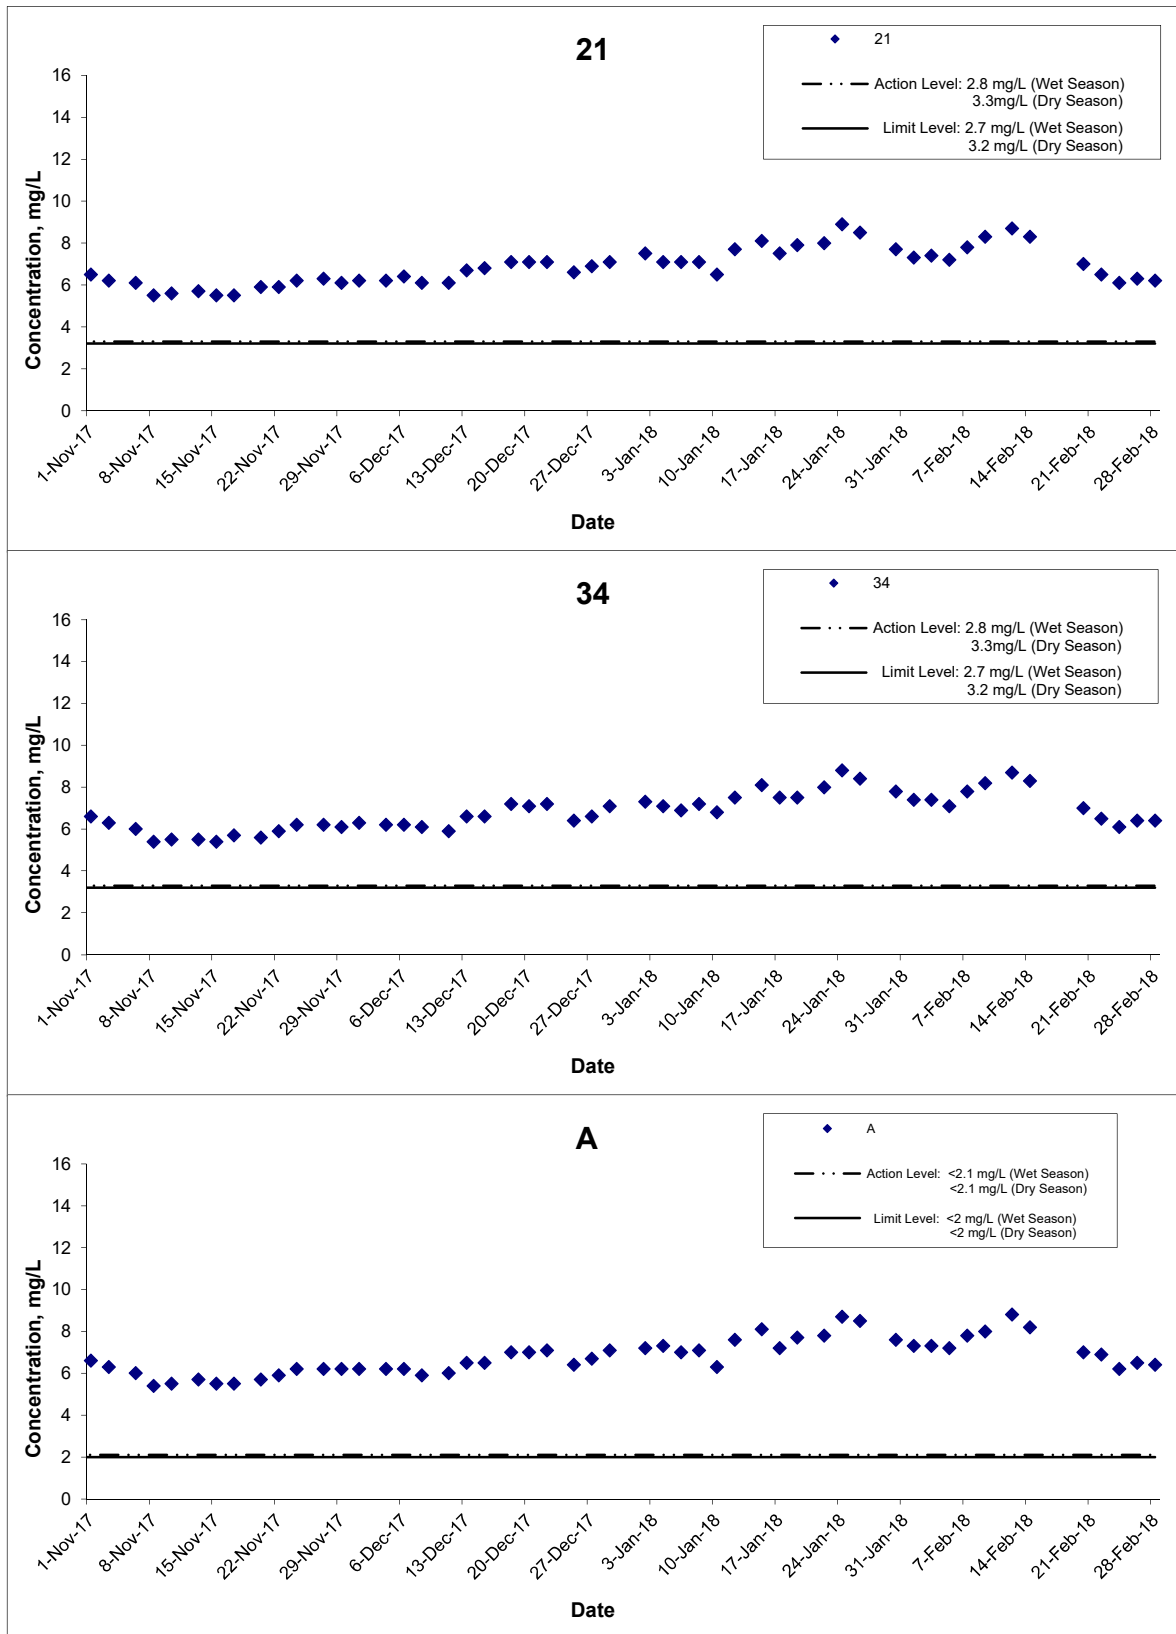 21
21
Action Level: 2.8 mg/L (Wet Season)
3.3mg/L (Dry Season)
Limit Level: 2.7 mg/L (Wet Season)
3.2 mg/L (Dry Season)
Concentration, mg/L
16
14
12
10
8
6
4
2
0
1-Nov-17
8-Nov-17
15-Nov-17
22-Nov-17
29-Nov-17
6-Dec-17
13-Dec-17
20-Dec-17
27-Dec-17
3-Jan-18
10-Jan-18
17-Jan-18
24-Jan-18
31-Jan-18
7-Feb-18
14-Feb-18
21-Feb-18
28-Feb-18
Date
34
34
Action Level: 2.8 mg/L (Wet Season)
3.3mg/L (Dry Season)
Limit Level: 2.7 mg/L (Wet Season)
3.2 mg/L (Dry Season)
Concentration, mg/L
16
14
12
10
8
6
4
2
0
1-Nov-17
8-Nov-17
15-Nov-17
22-Nov-17
29-Nov-17
6-Dec-17
13-Dec-17
20-Dec-17
27-Dec-17
3-Jan-18
10-Jan-18
17-Jan-18
24-Jan-18
31-Jan-18
7-Feb-18
14-Feb-18
21-Feb-18
28-Feb-18
Date
A
A
Action Level: <2.1 mg/L (Wet Season)
<2.1 mg/L (Dry Season)
Limit Level: <2 mg/L (Wet Season)
<2 mg/L (Dry Season)
Concentration, mg/L
16
14
12
10
8
6
4
2
0
1-Nov-17
8-Nov-17
15-Nov-17
22-Nov-17
29-Nov-17
6-Dec-17
13-Dec-17
20-Dec-17
27-Dec-17
3-Jan-18
10-Jan-18
17-Jan-18
24-Jan-18
31-Jan-18
7-Feb-18
14-Feb-18
21-Feb-18
28-Feb-18
Date